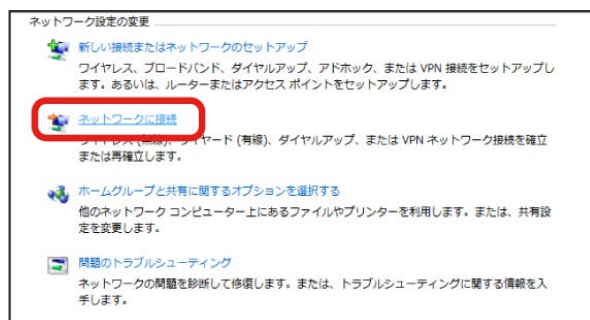 ネットワーク設定の変更
新しい接続またはネットワークのセットアップ
ワイヤレス、ブロードバンド、ダイヤルアップ、アドホック、または VPN 接続をセットアップし
ます。あるいは、ルーターまたはアクセス ポイントをセットアップします。
ネットワークに接続
ワイヤレス (無線)、ワイヤード (有線)、ダイヤルアップ、または VPN ネットワーク接続を確立
または再確立します。
ホームグループと共有に関するオプションを選択する
他のネットワーク コンピューター上にあるファイルやプリンターを利用します。または、共有設
定を変更します。
問題のトラブルシューティング
ネットワークの問題を診断して修復します。または、トラブルシューティングに関する情報を入
手します。